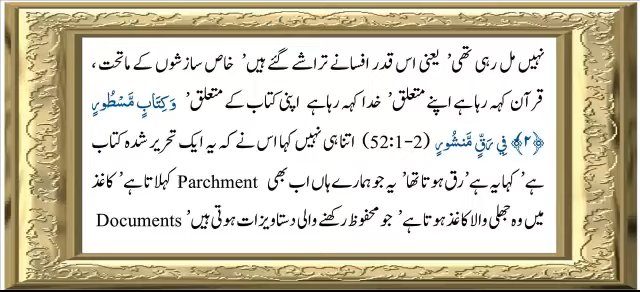 نہیں مل رہی تھی’ یعنی اس قدر افسانے تراشے گئے ہیں’ خاص سازشوں کے ماتحت ،
قرآن کہہ رہا ہے اپنے متعلق’ خدا کہہ رہا ہے اپنی کتاب کے متعلق’ وَكِتَابٍ مَّسْطُورٍ
﴿٢﴾ فِي رَقٍّ مَّنشُورٍ (52:1-2) اتنا ہی نہیں کہا اس نے کہ یہ ایک تحریر شدہ کتاب
ہے’ کہا یہ ہے’ رق ہوتا تھا’ یہ جو ہمارے ہاں اب بھی Parchment کہلاتا ہے’ کاغذ
میں وہ جھلی والا کاغذ ہوتا ہے’ جو محفوظ رکھنے والی دستاویزات ہوتی ہیں’ Documents